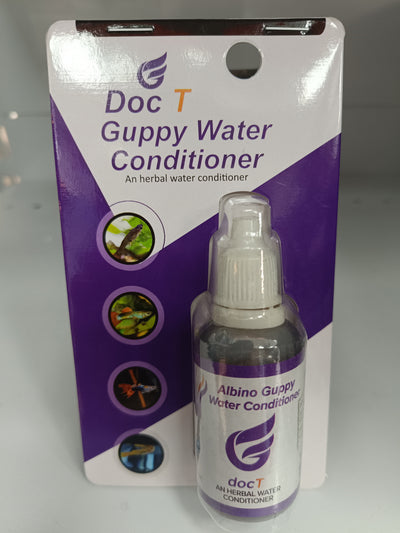 Doc T
Guppy Water
Conditioner
An herbal water conditioner
Albino Guppy
Water Conditioner
docT
AN HERBAL WATER
CONDITIONER